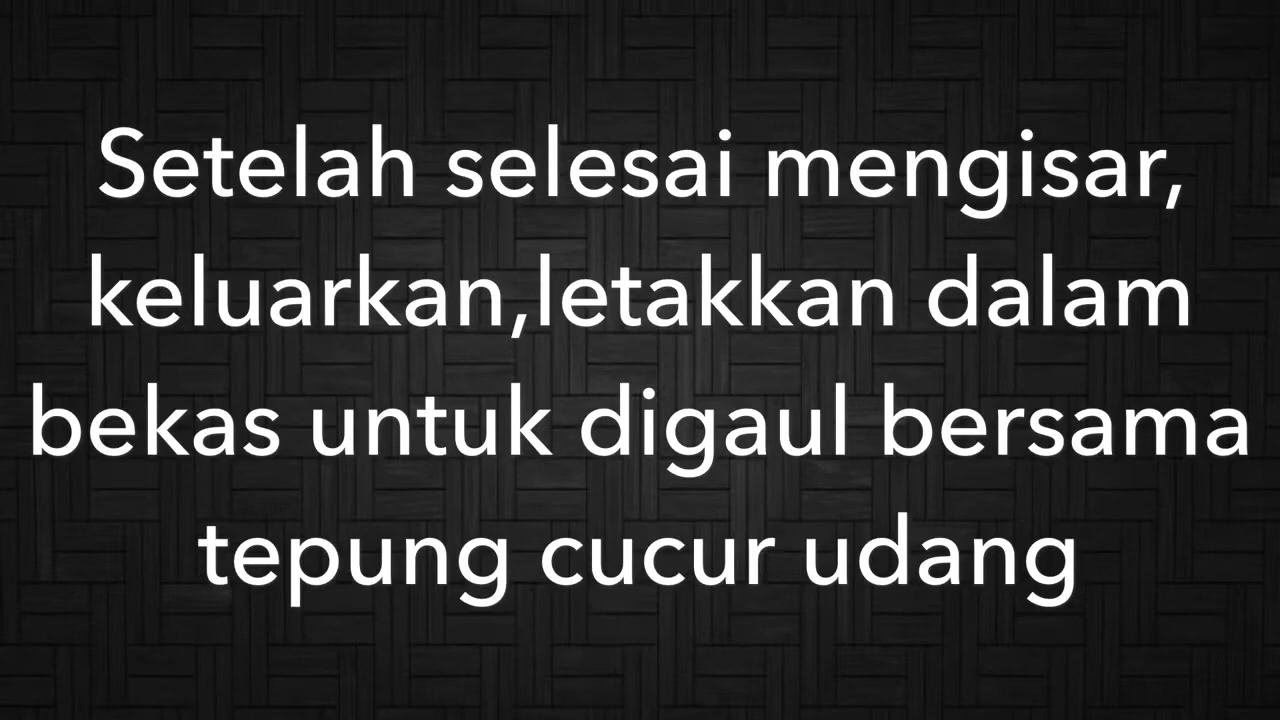 Setelah selesai mengisar,
keluarkan,letakkan dalam
bekas untuk digaul bersama
tepung cucur udang